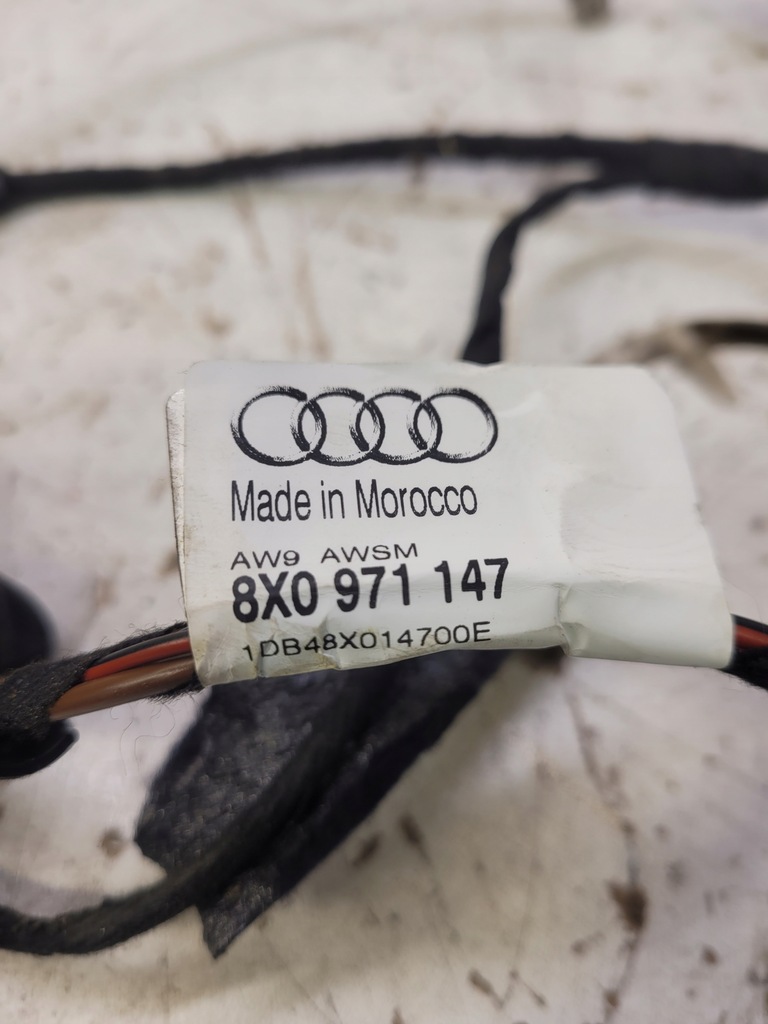 Made in Morocco
AW9 AWSM
8X0 971 147
1DB48X014700E